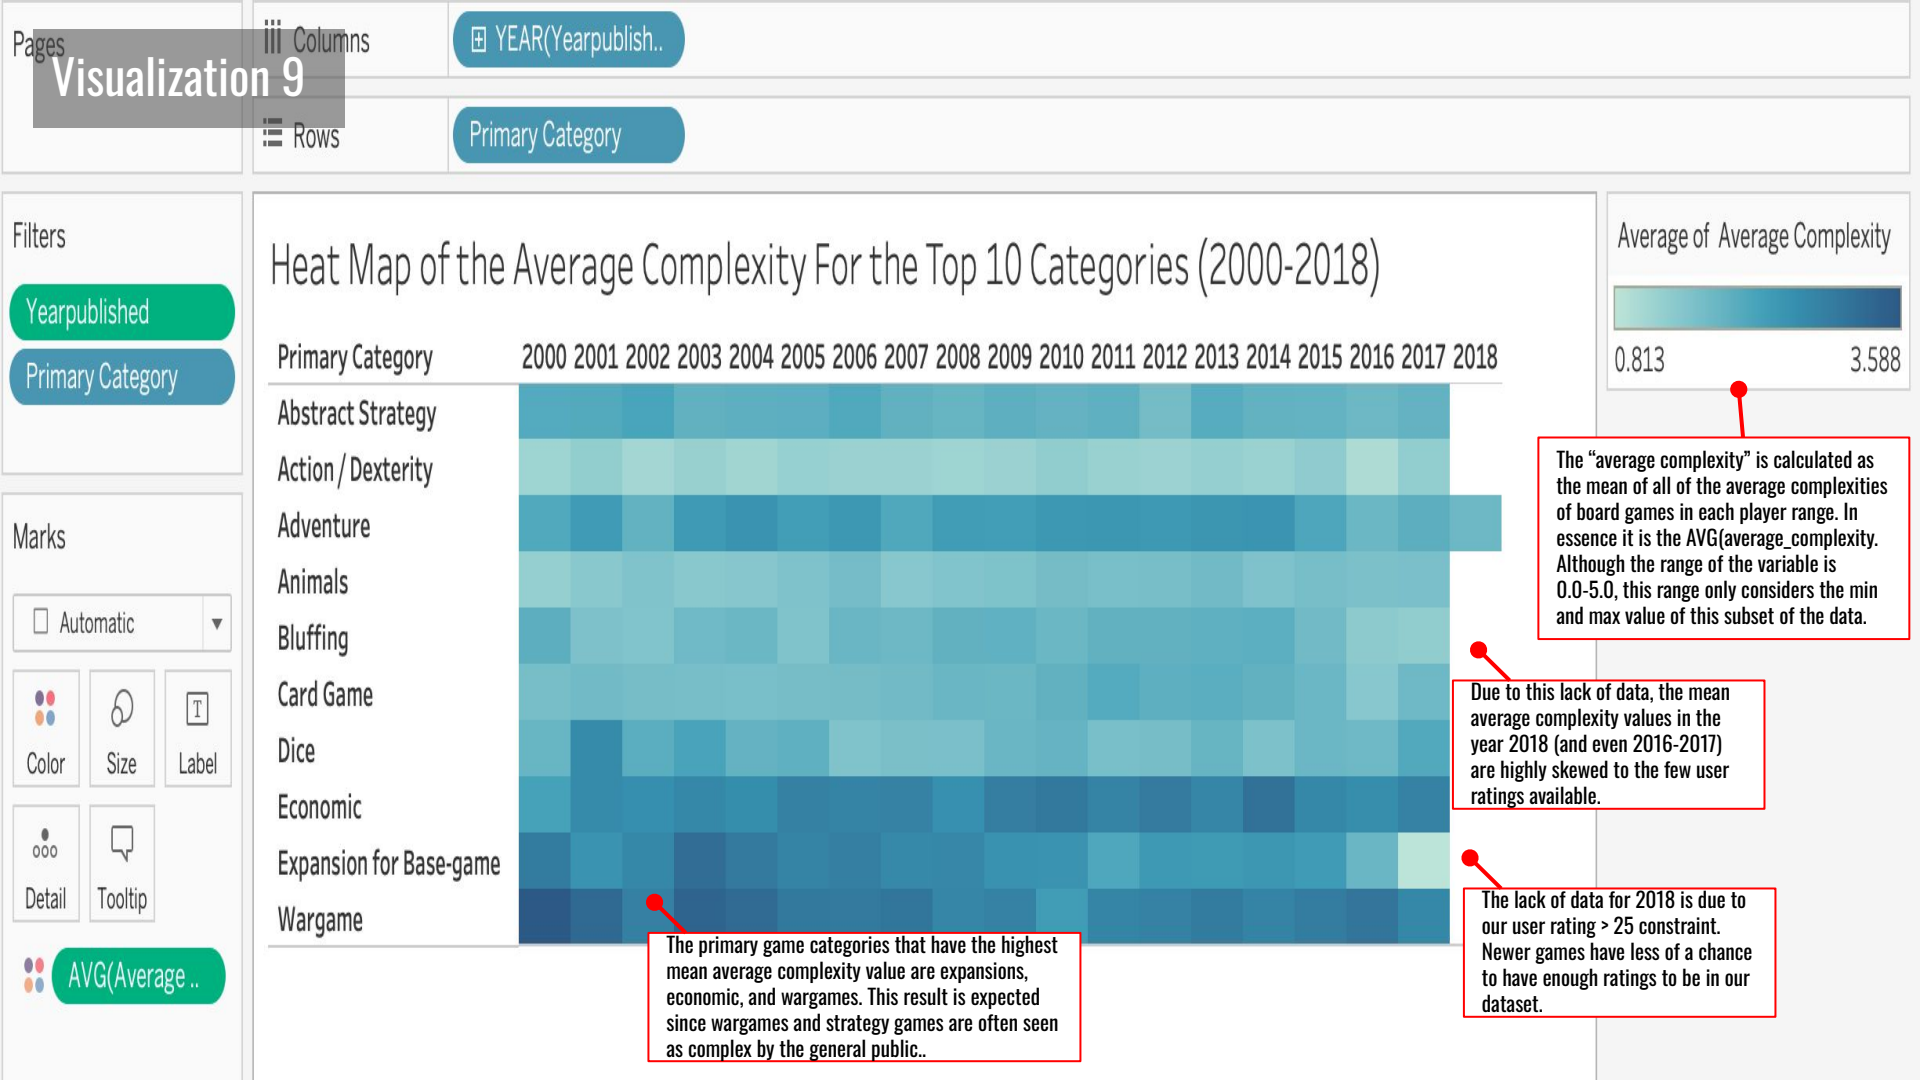 Pages
Visualization 9
Columns
YEAR(Yearpublish..
Rows
Primary Category
Filters
Yearpublished
Primary Category
Marks
Automatic
Color
Size
Label
Detail
Tooltip
AVG(Average ..
Heat Map of the Average Complexity For the Top 10 Categories (2000-2018)
Primary Category 2000 2001 2002 2003 2004 2005 2006 2007 2008 2009 2010 2011 2012 2013 2014 2015 2016 2017 2018
Abstract Strategy
Action / Dexterity
Adventure
Animals
Bluffing
Card Game
Dice
Economic
Expansion for Base-game
Wargame
Average of Average Complexity
0.813 3.588
The “average complexity” is calculated as
the mean of all of the average complexities
of board games in each player range. In
essence it is the AVG(average_complexity.
Although the range of the variable is
0.0-5.0, this range only considers the min
and max value of this subset of the data.
Due to this lack of data, the mean
average complexity values in the
year 2018 (and even 2016-2017)
are highly skewed to the few user
ratings available.
The lack of data for 2018 is due to
our user rating > 25 constraint.
Newer games have less of a chance
to have enough ratings to be in our
dataset.
The primary game categories that have the highest
mean average complexity value are expansions,
economic, and wargames. This result is expected
since wargames and strategy games are often seen
as complex by the general public..